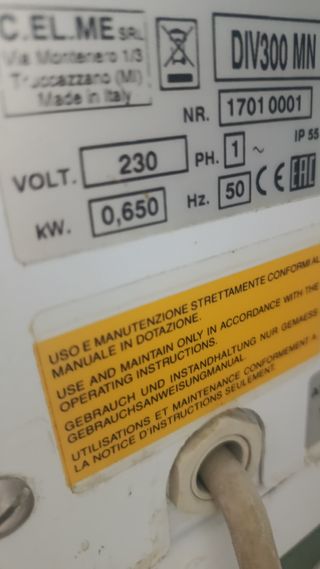 C.EL.ME SRL
Via Montenero 1/3
Truccazzano (MI)
Made in Italy
DIV300 MN
NR. 1701 0001
IP 55
VOLT. 230 PH. 1 ~
kW. 0,650 Hz. 50 CE EAC
USO E MANUTENZIONE STRETTAMENTE CONFORMI AL
MANUALE IN DOTAZIONE.
USE AND MAINTAIN ONLY IN ACCORDANCE WITH THE
OPERATING INSTRUCTIONS.
GEBRAUCH UND INSTANDHALTUNG NUR GEMAESS
GEBRAUCHSANWEISUNGMANUAL.
UTILISATIONS ET MAINTENANCE CONFORMEMENT A
LA NOTICE D'INSTRUCTIONS SEULEMENT.